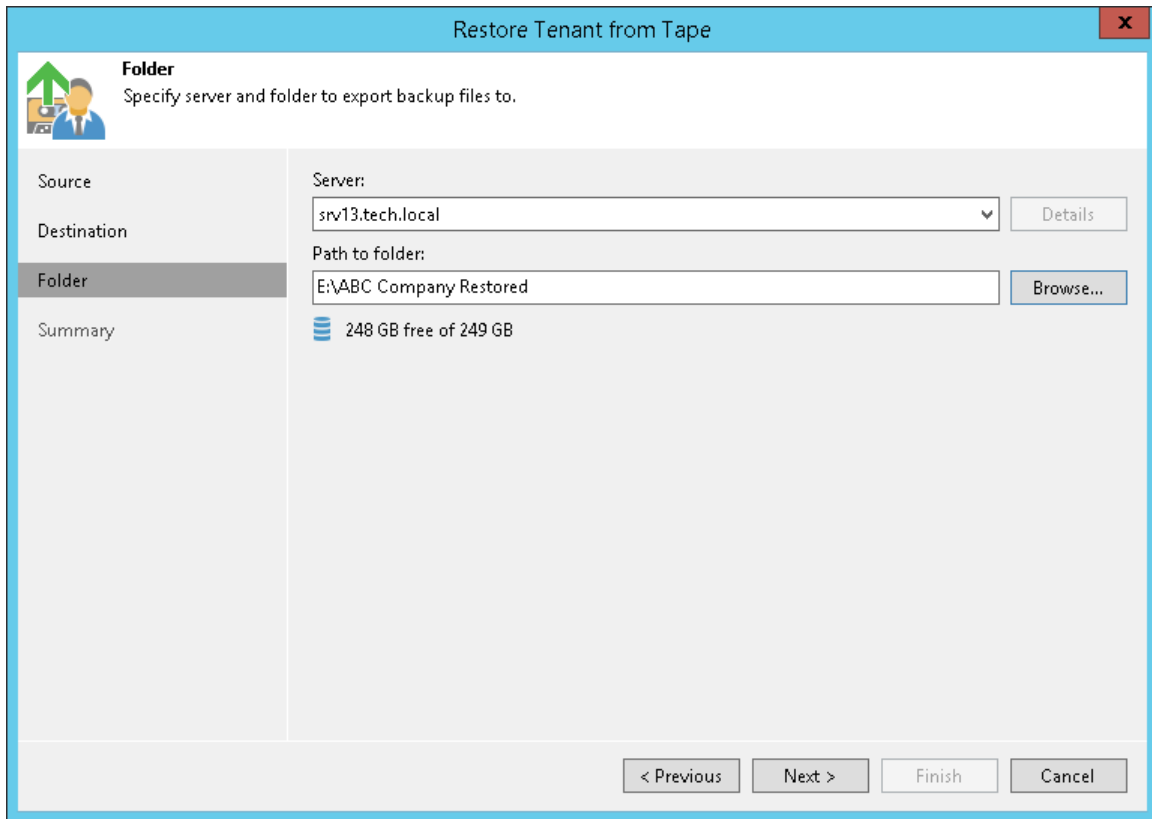 Restore Tenant from Tape
x
Folder
Specify server and folder to export backup files to.
Source
Destination
Folder
Summary
Server:
srv13.tech.local
Details
Path to folder:
E:\ABC Company Restored
Browse...
248 GB free of 249 GB
< Previous
Next >
Finish
Cancel